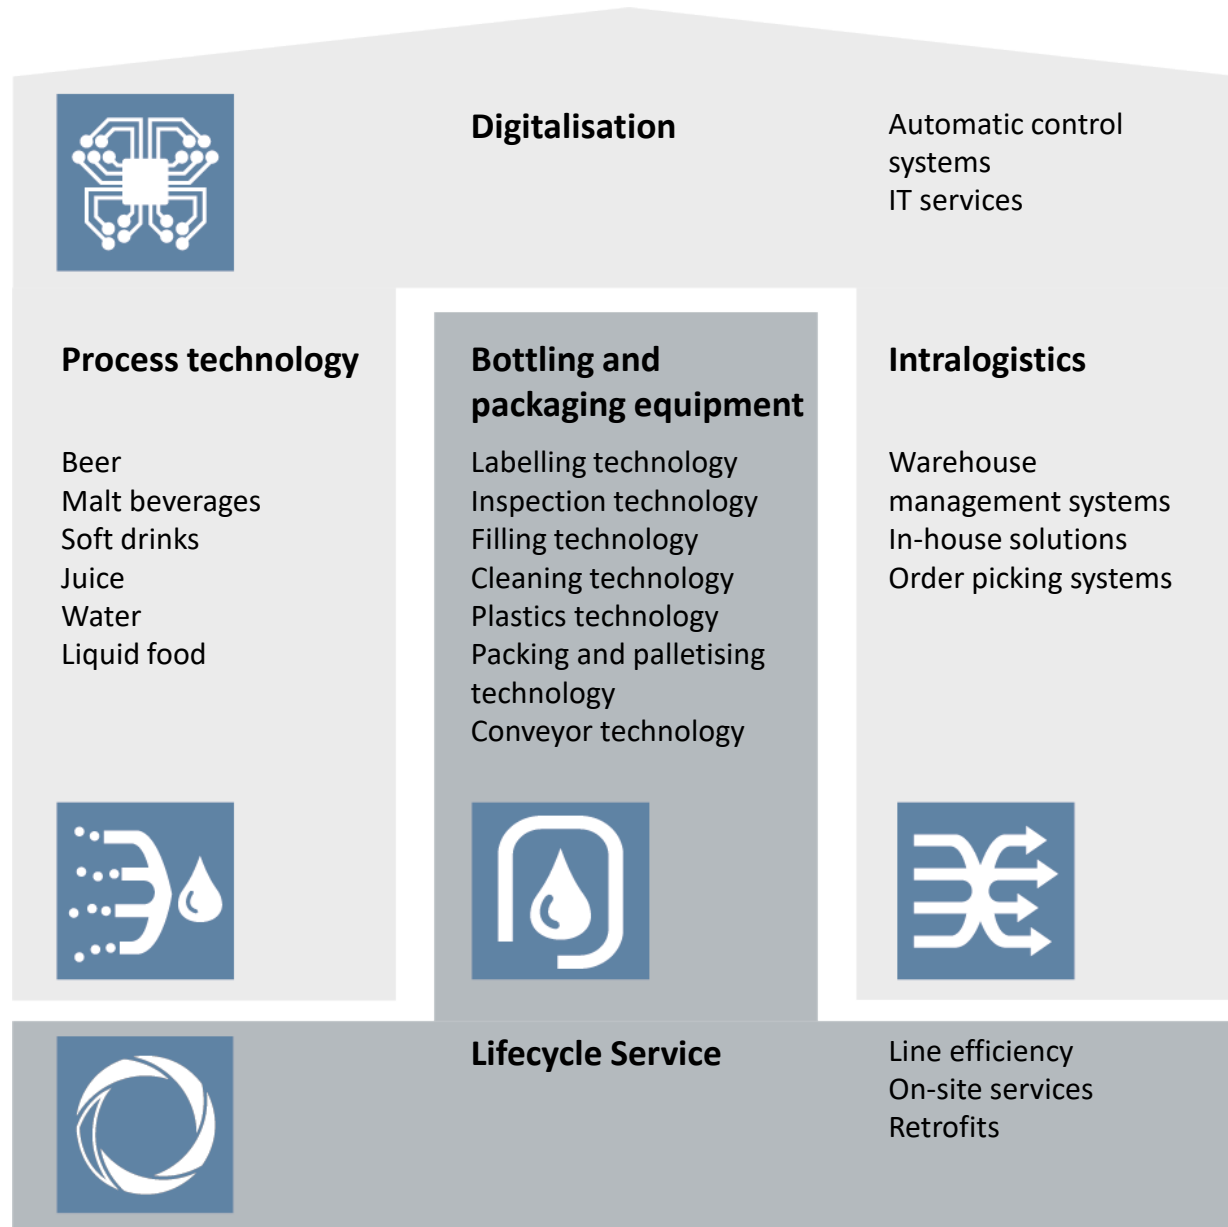 Digitalisation
Automatic control
systems
IT services
Process technology
Beer
Malt beverages
Soft drinks
Juice
Water
Liquid food
Bottling and
packaging equipment
Labelling technology
Inspection technology
Filling technology
Cleaning technology
Plastics technology
Packing and palletising
technology
Conveyor technology
Intralogistics
Warehouse
management systems
In-house solutions
Order picking systems
Lifecycle Service
Line efficiency
On-site services
Retrofits